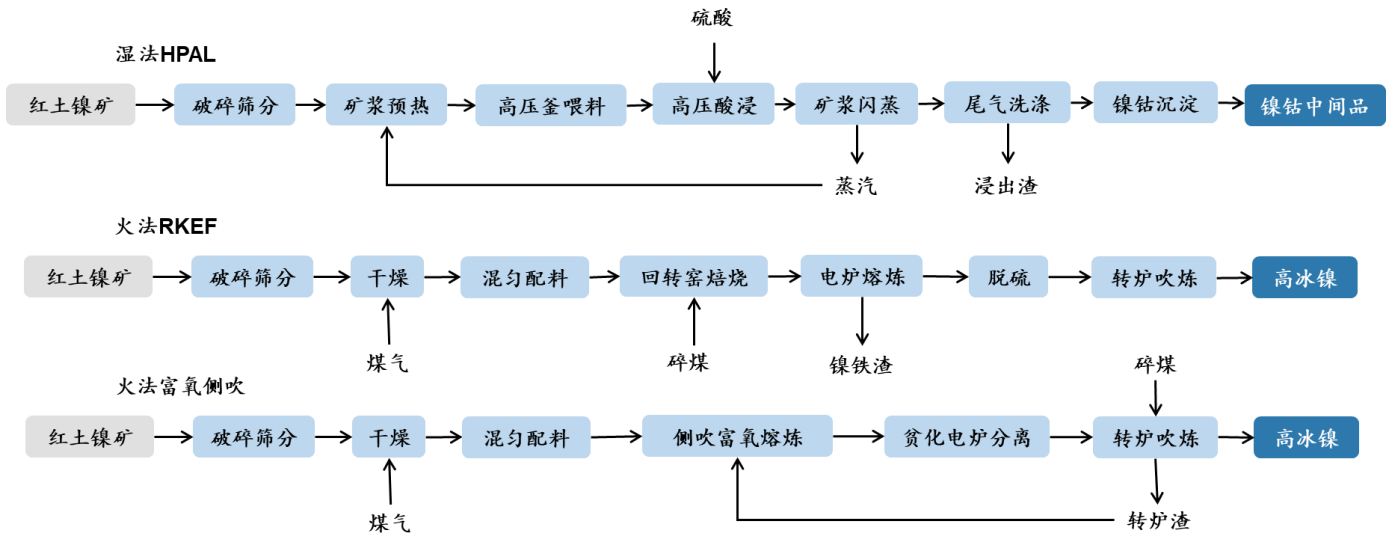 硫酸
湿法HPAL
红土镍矿 破碎筛分 矿浆预热 高压釜喂料 高压酸浸 矿浆闪蒸 尾气洗涤 镍钴沉淀 镍钴中间品
蒸汽 浸出渣
火法RKEF
红土镍矿 破碎筛分 干燥 混匀配料 回转窑焙烧 电炉熔炼 脱硫 转炉吹炼 高冰镍
煤气 碎煤 镍铁渣
火法富氧侧吹 碎煤
红土镍矿 破碎筛分 干燥 混匀配料 侧吹富氧熔炼 贫化电炉分离 转炉吹炼 高冰镍
煤气 转炉渣